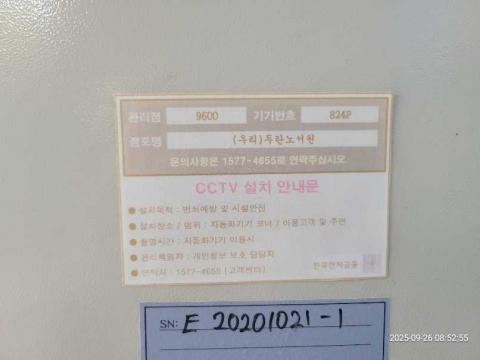 관리점 9600 기기번호 824P
점포명 (우리)두란노서원
문의사항은 1577-4655로 연락주십시오
CCTV 설치 안내문
● 설치목적 : 범죄예방 및 시설안전
● 설치장소 / 범위 : 자동화기기 코너 / 이용고객 및 주변
● 촬영시간 : 자동화기기 이용시
● 관리책임자 : 개인정보 보호 담당자
● 연락처 : 1577-4655 (고객센터)
한국전자금융
SN: E 20201021-1
2025-09-26 08:52:55